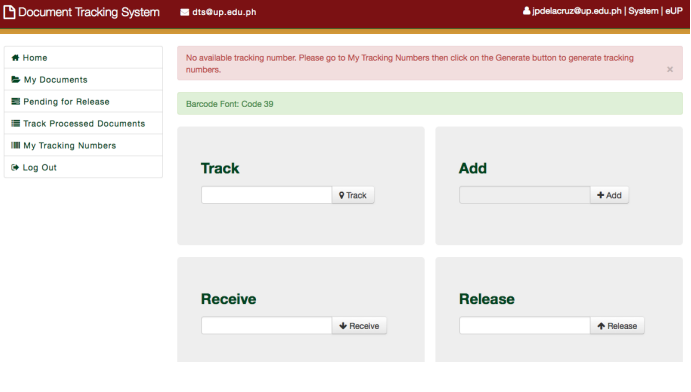 Document Tracking System
dts@up.edu.ph
jpdelacruz@up.edu.ph | System | eUP
Home
My Documents
Pending for Release
Track Processed Documents
My Tracking Numbers
Log Out
No available tracking number. Please go to My Tracking Numbers then click on the Generate button to generate tracking
numbers.
×
Barcode Font: Code 39
Track
Track
Add
Add
Receive
Receive
Release
Release